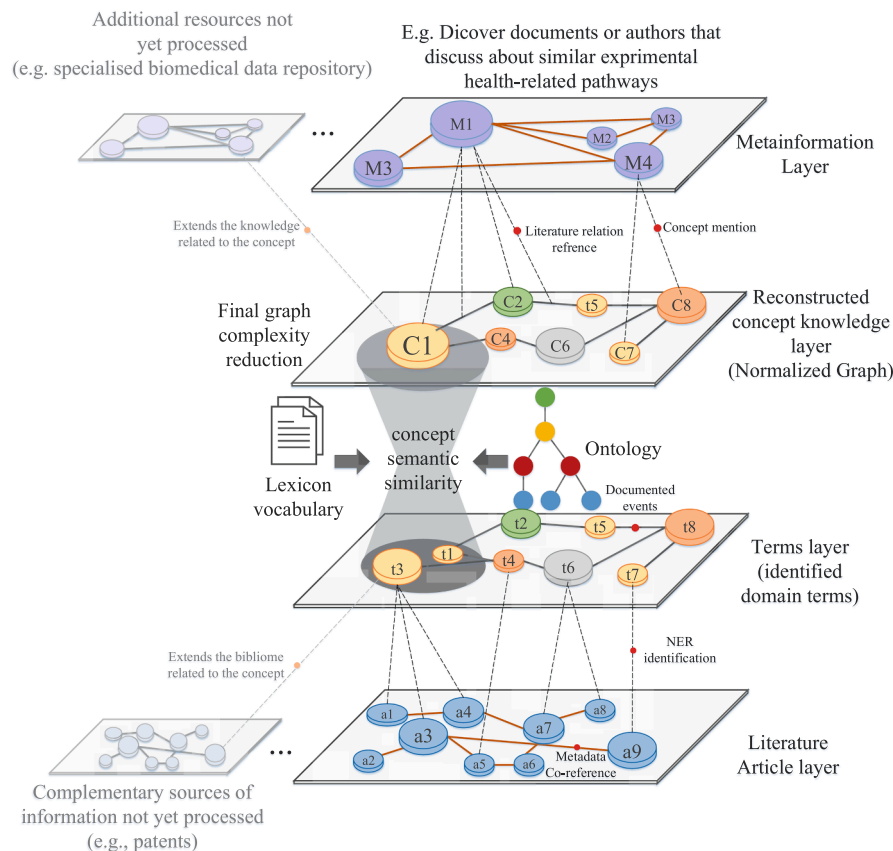 Additional resources not
yet processed
(e.g. specialised biomedical data repository)
E.g. Dicover documents or authors that
discuss about similar exprimental
health-related pathways
...
M1
M3
M2
M3
M4
Metainformation
Layer
Extends the knowledge
related to the concept
Literature relation
refrence
Concept mention
Final graph
complexity
reduction
C1
C2
t5
C8
C4
C6
C7
Reconstructed
concept knowledge
layer
(Normalized Graph)
Lexicon
vocabulary
concept
semantic
similarity
Ontology
Documented
events
t2
t5
t8
t1
t3
t4
t6
t7
Terms layer
(identified
domain terms)
Extends the bibliome
related to the concept
NER
identification
a1
a4
a8
a3
a7
a9
a2
a5
a6
Metadata
Co-reference
...
Literature
Article layer
Complementary sources of
information not yet processed
(e.g., patents)